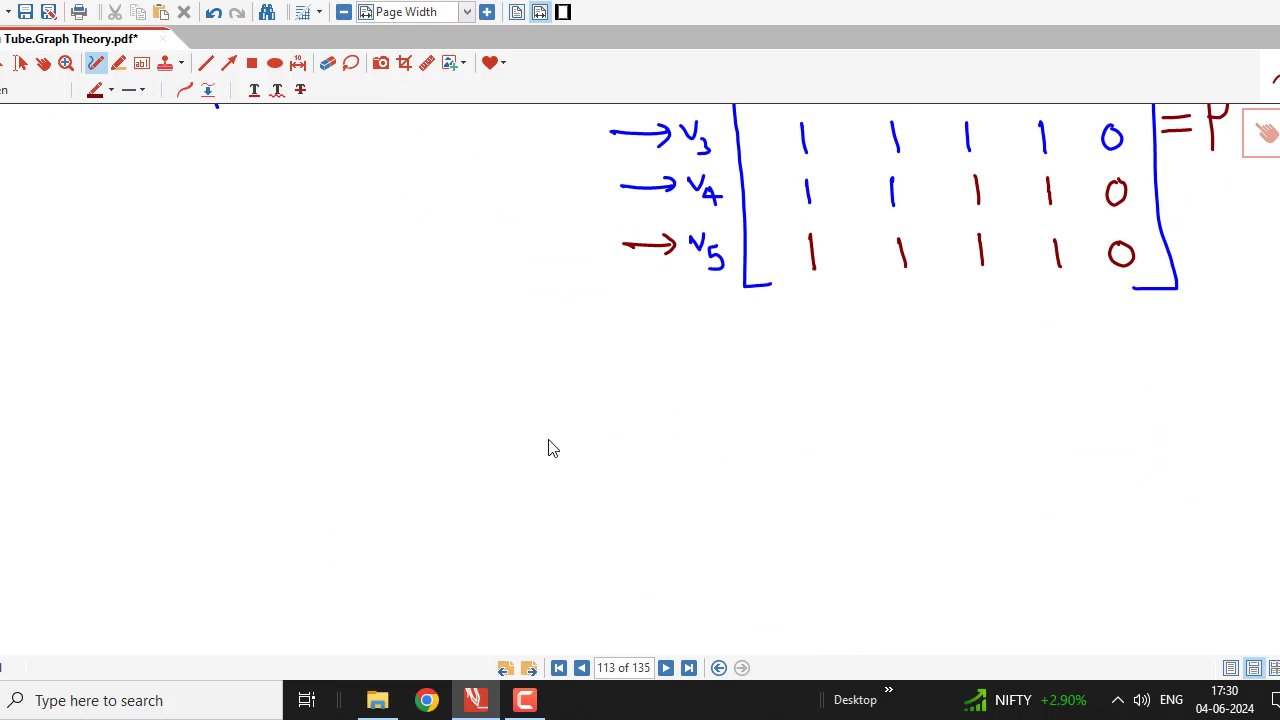 Page Width
Tube.Graph Theory.pdf*
10
T T T
→ v3 1 1 1 1 0 = P
→ v4 1 1 1 1 0
→ v5 1 1 1 1 0
113 of 135
Type here to search
Desktop
NIFTY +2.90%
ENG
17:30
04-06-2024